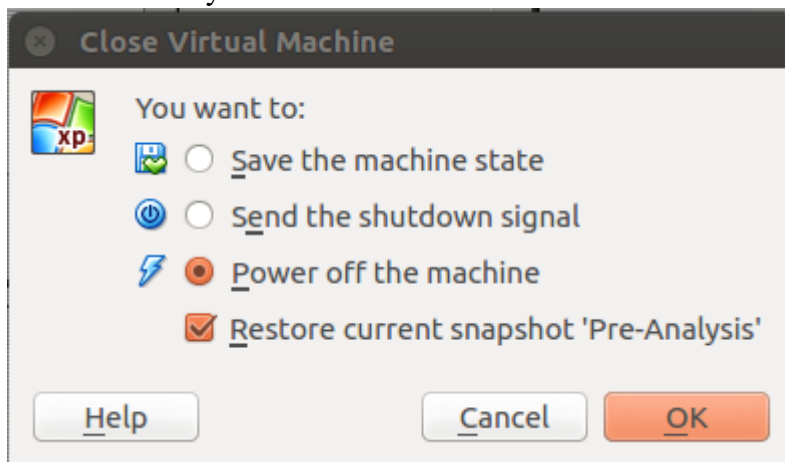 Close Virtual Machine
You want to:
xp
Save the machine state
Send the shutdown signal
Power off the machine
Restore current snapshot 'Pre-Analysis'
Help Cancel OK